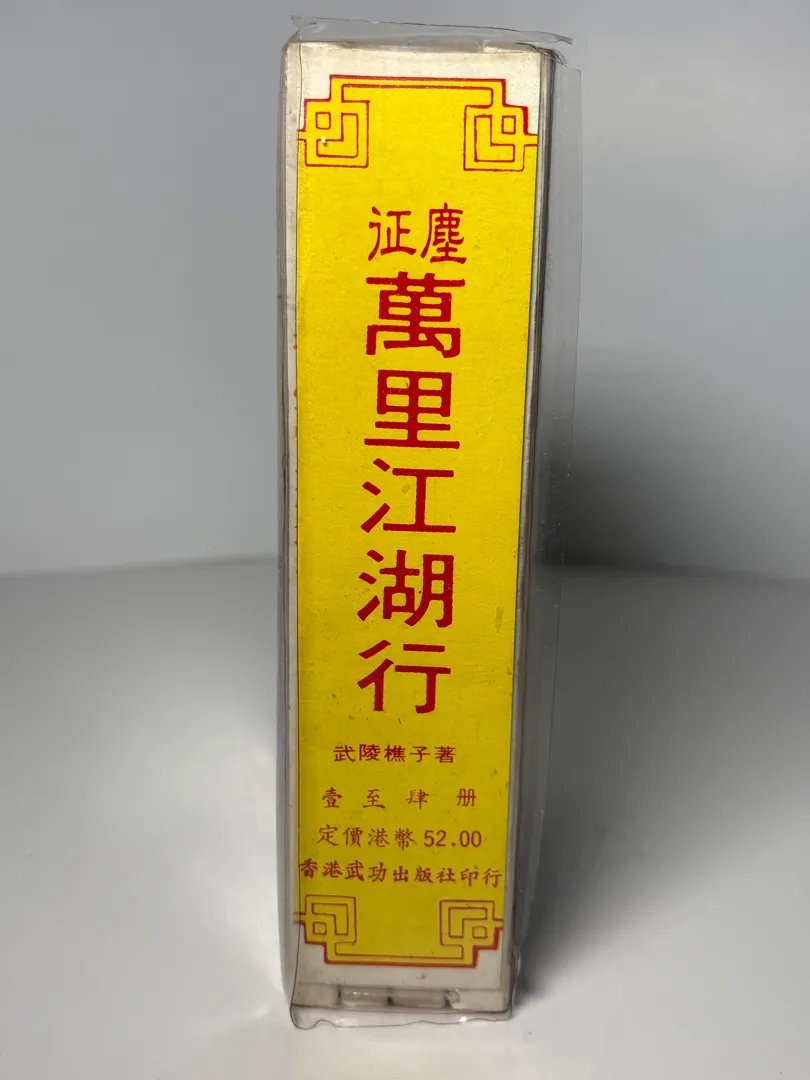 征塵
萬里江湖行
武陵樵子著
壹至肆册
定價港幣52.00
香港武功出版社印行